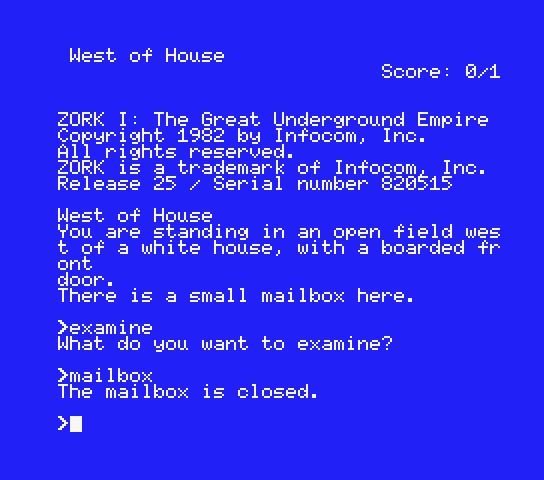 West of House
Score: 0/1
ZORK I: The Great Underground Empire
Copyright 1982 by Infocom, Inc.
All rights reserved.
ZORK is a trademark of Infocom, Inc.
Release 25 / Serial number 820515
West of House
You are standing in an open field wes
t of a white house, with a boarded fr
ont
door.
There is a small mailbox here.
>examine
What do you want to examine?
>mailbox
The mailbox is closed.
>